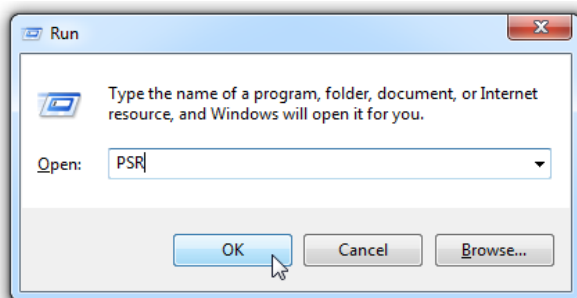 Run
Type the name of a program, folder, document, or Internet
resource, and Windows will open it for you.
Open: PSR
OK Cancel Browse...